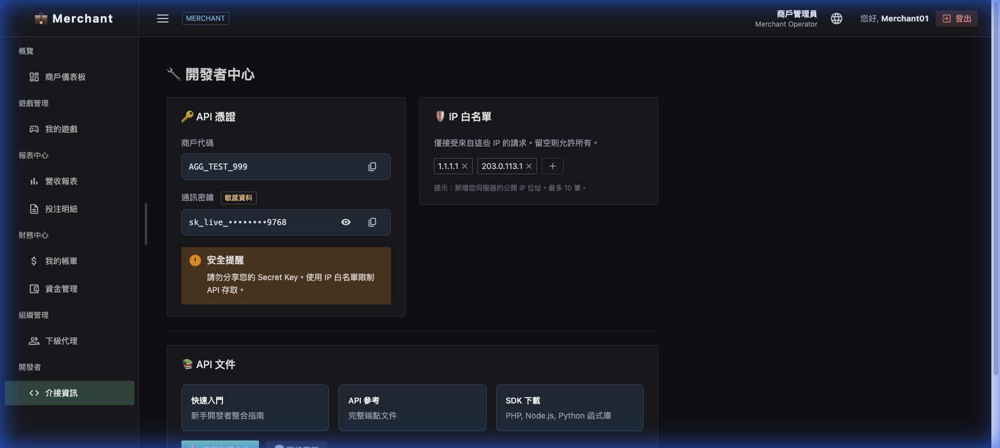 Merchant
MERCHANT
商戶管理員
Merchant Operator
您好, Merchant01
登出
概覽
商戶儀表板
遊戲管理
我的遊戲
報表中心
營收報表
投注明細
財務中心
我的帳單
資金管理
組織管理
下級代理
開發者
介接資訊
開發者中心
API 憑證
商戶代碼
AGG_TEST_999
通訊密鑰 敏感資料
sk_live_••••••••9768
安全提醒
請勿分享您的 Secret Key。使用 IP 白名單限制
API 存取。
IP 白名單
僅接受來自這些 IP 的請求。留空則允許所有。
1.1.1.1
203.0.113.1
提示：新增您伺服器的公開 IP 位址。最多 10 筆。
API 文件
快速入門
新手開發者整合指南
API 參考
完整端點文件
SDK 下載
PHP, Node.js, Python 函式庫